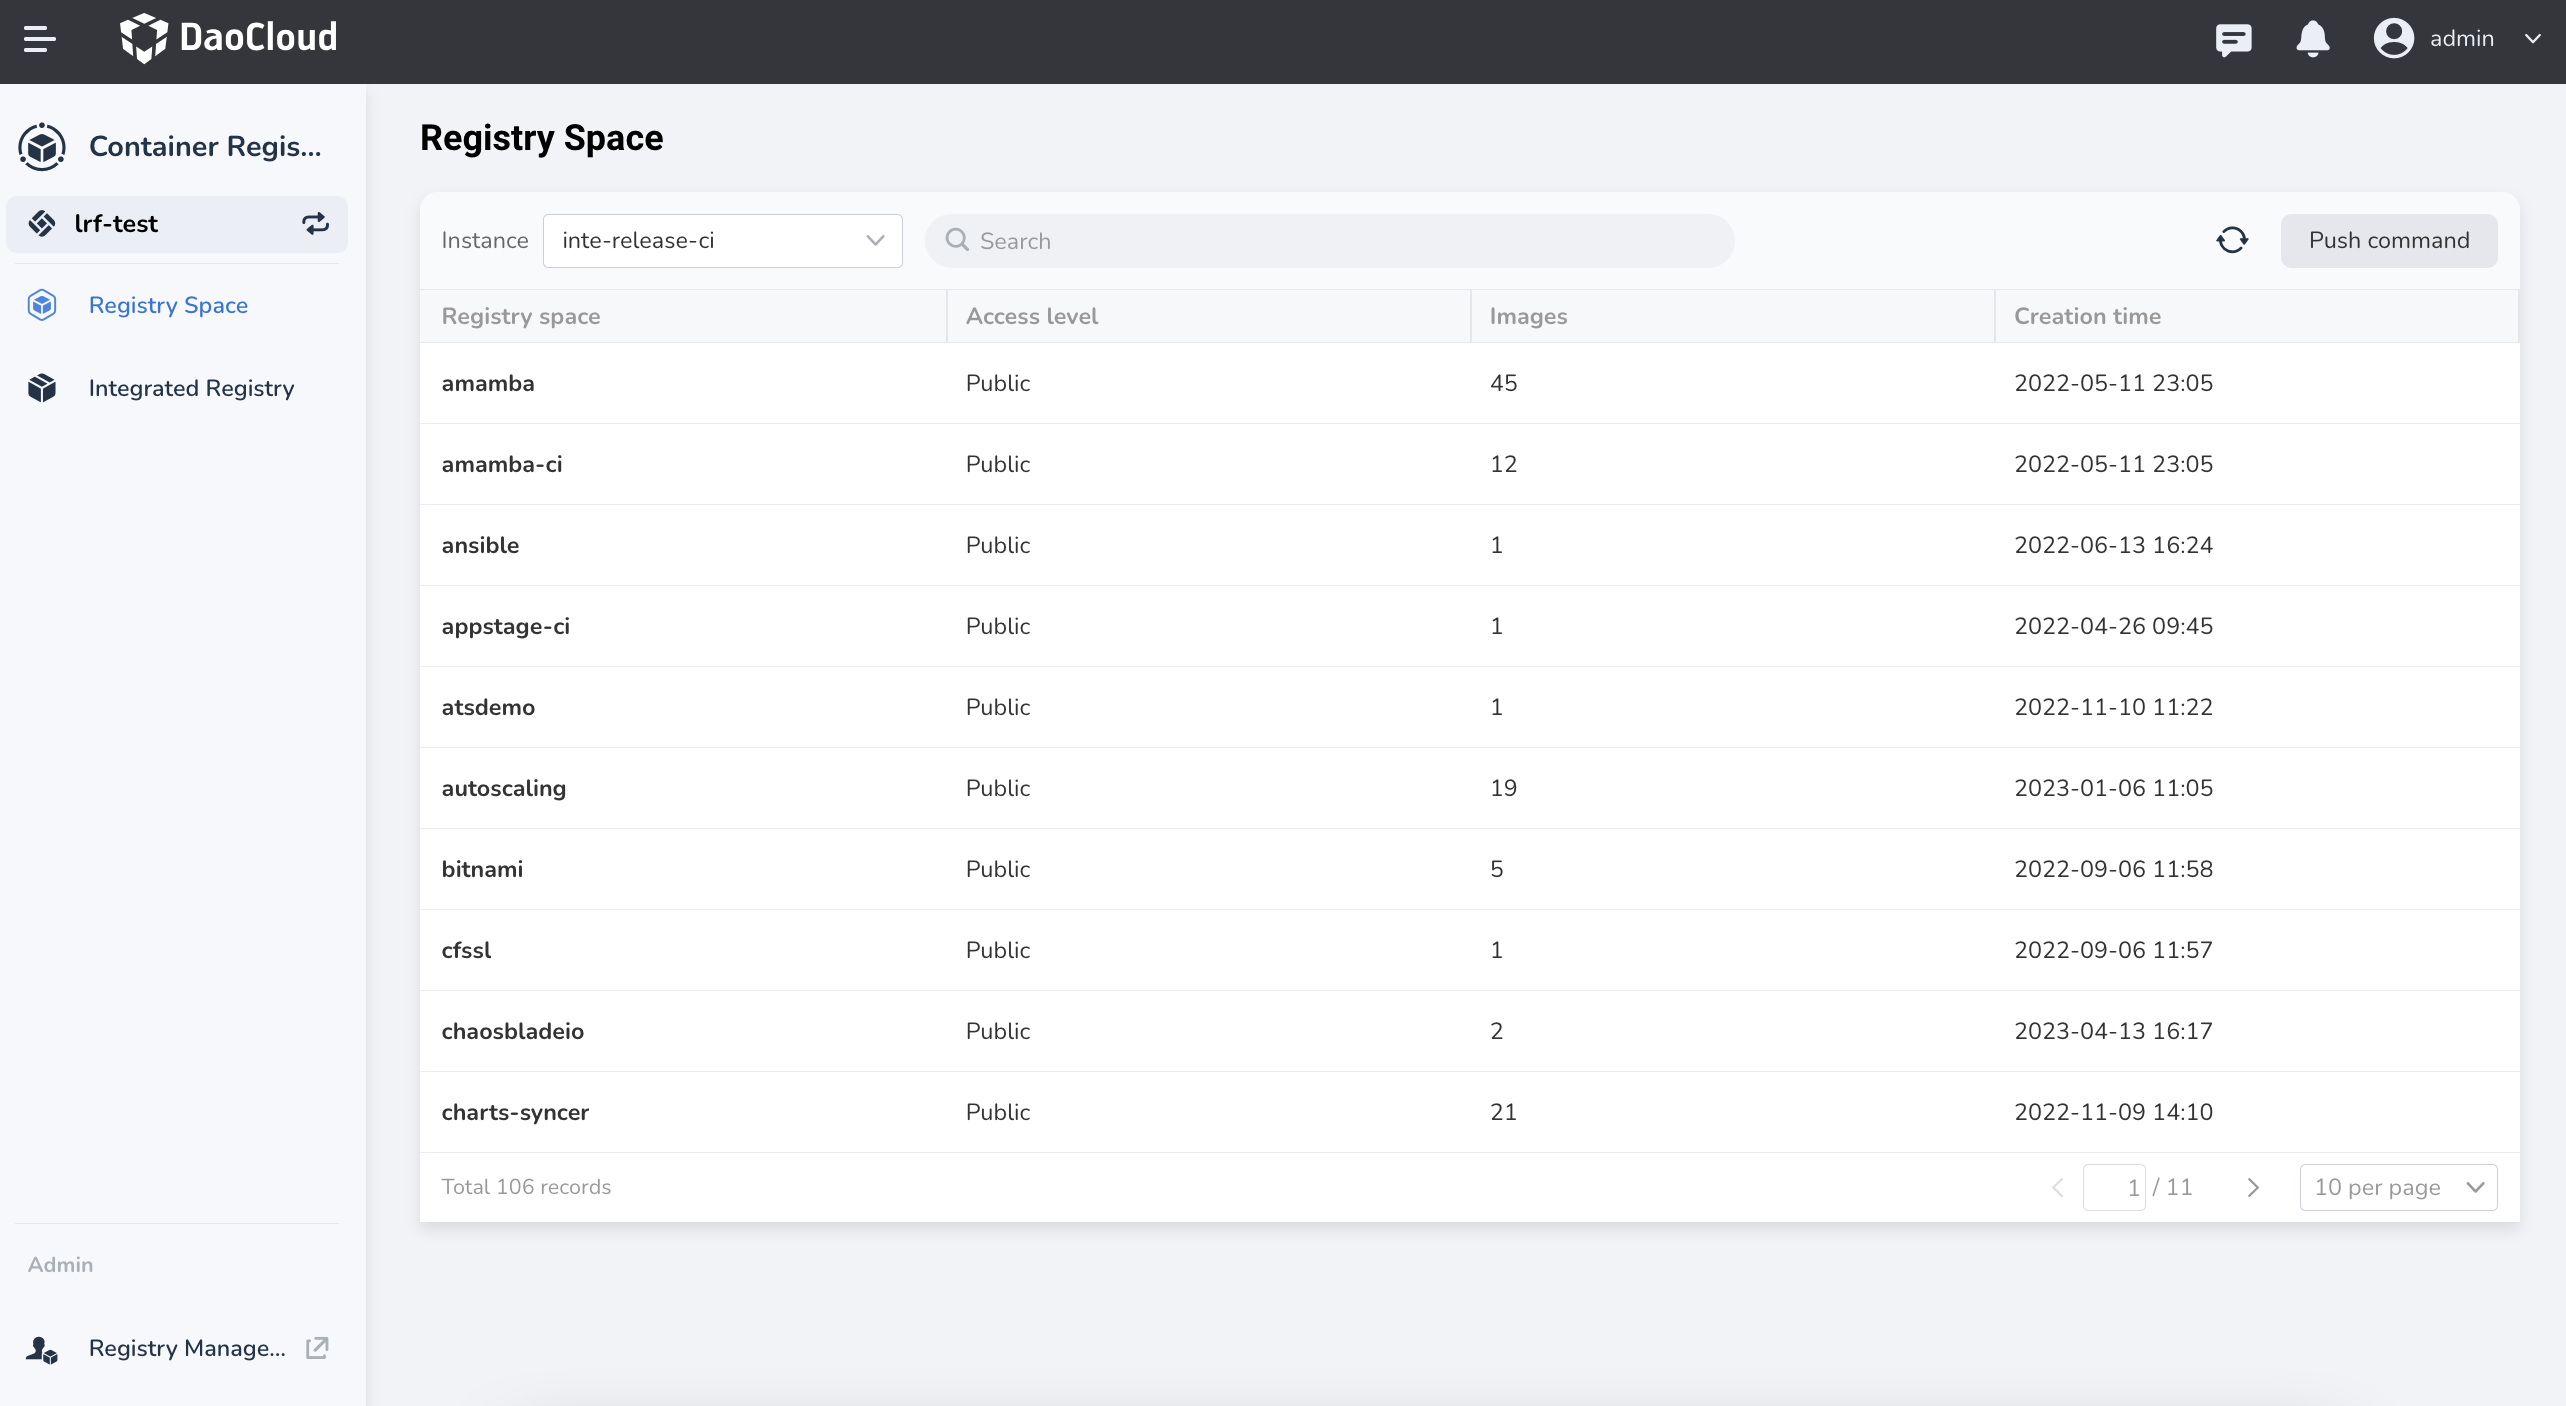 DaoCloud
admin
Container Regis...
lrf-test
Registry Space
Integrated Registry
Admin
Registry Manage...
Registry Space
Instance inte-release-ci Search Push command
Registry space Access level Images Creation time
amamba Public 45 2022-05-11 23:05
amamba-ci Public 12 2022-05-11 23:05
ansible Public 1 2022-06-13 16:24
appstage-ci Public 1 2022-04-26 09:45
atsdemo Public 1 2022-11-10 11:22
autoscaling Public 19 2023-01-06 11:05
bitnami Public 5 2022-09-06 11:58
cfssl Public 1 2022-09-06 11:57
chaosbladeio Public 2 2023-04-13 16:17
charts-syncer Public 21 2022-11-09 14:10
Total 106 records 1 / 11 10 per page